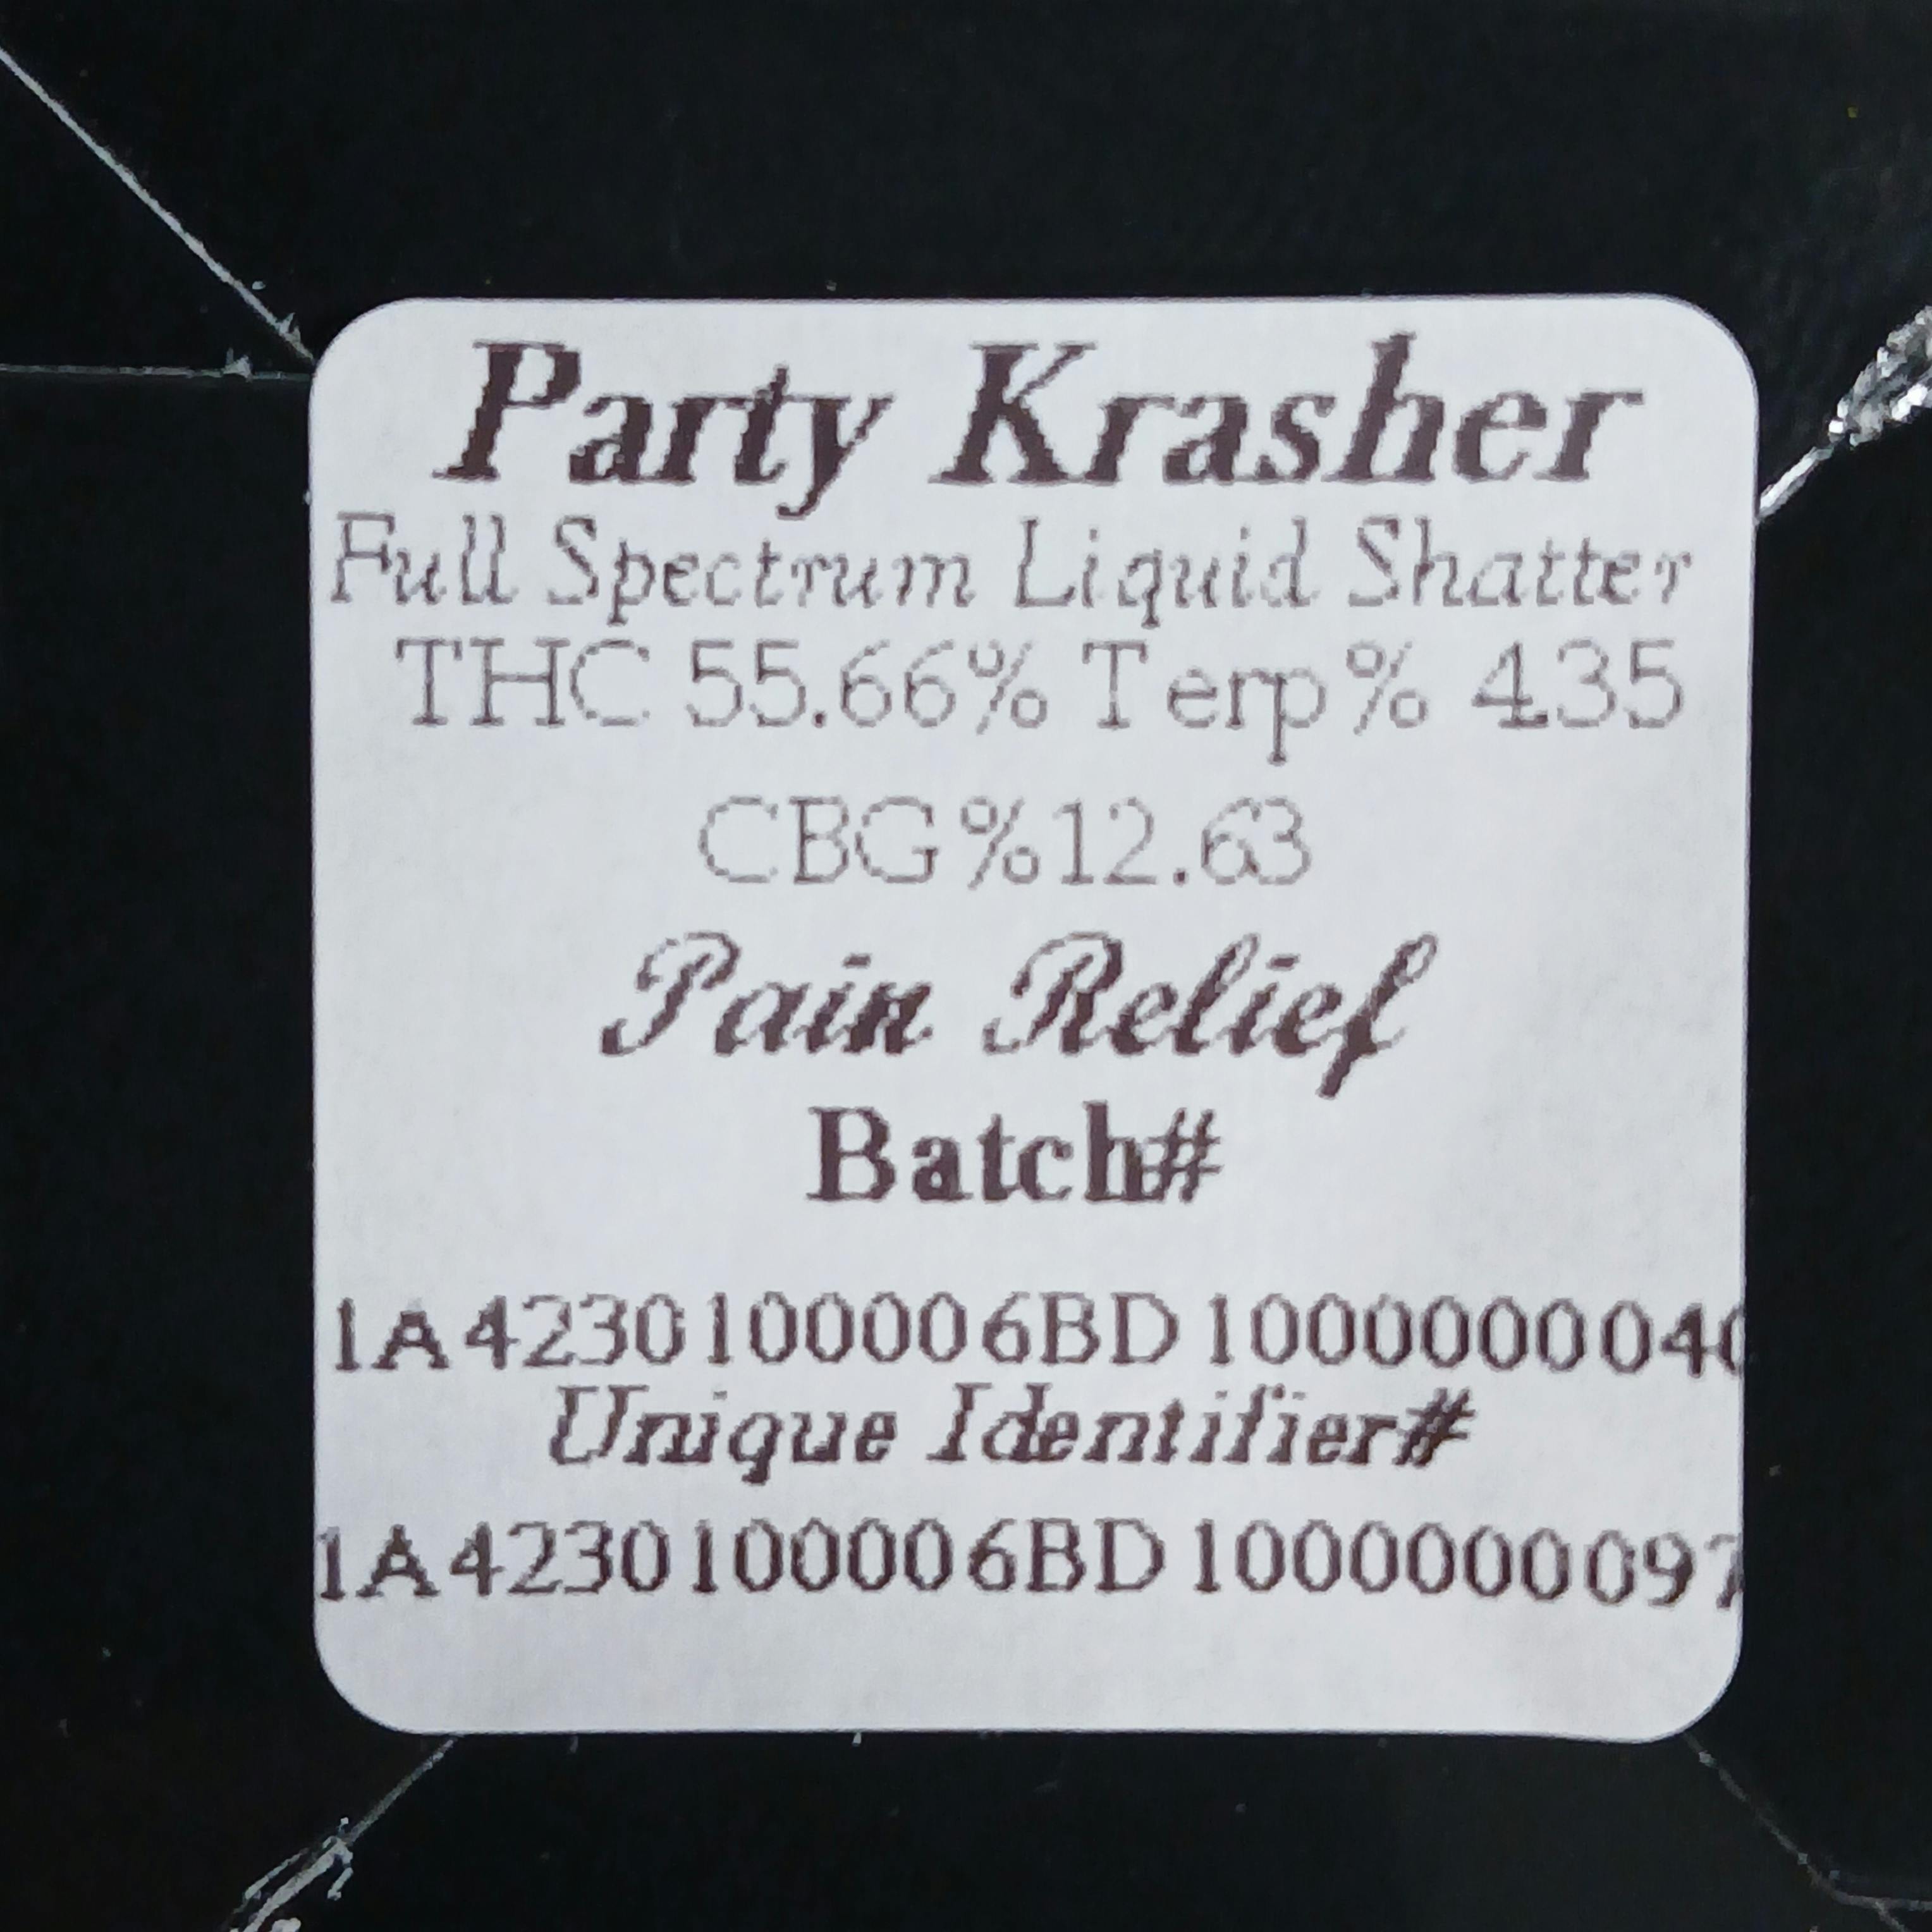 Party Krasher
Full Spectrum Liquid Shatter
THC 55.66% Terp% 4.35
CBG%12.63
Pain Relief
Batch#
1A4230100006BD100000004
Unique Identifier#
1A4230100006BD1000000097